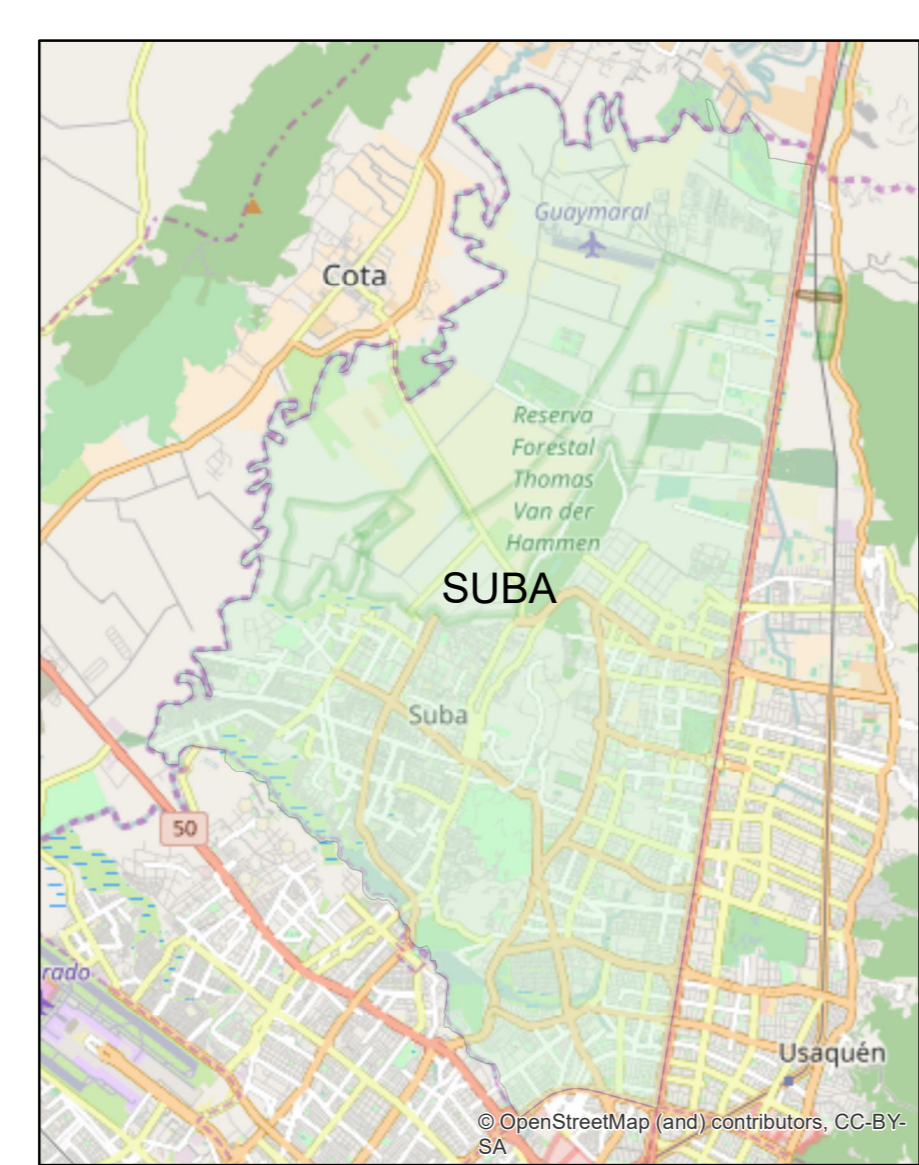 Guaymaral
Cota
Reserva
Forestal
Thomas
Van der
Hammen
SUBA
Suba
50
rado
Usaquén
© OpenStreetMap (and) contributors, CC-BY-
SA